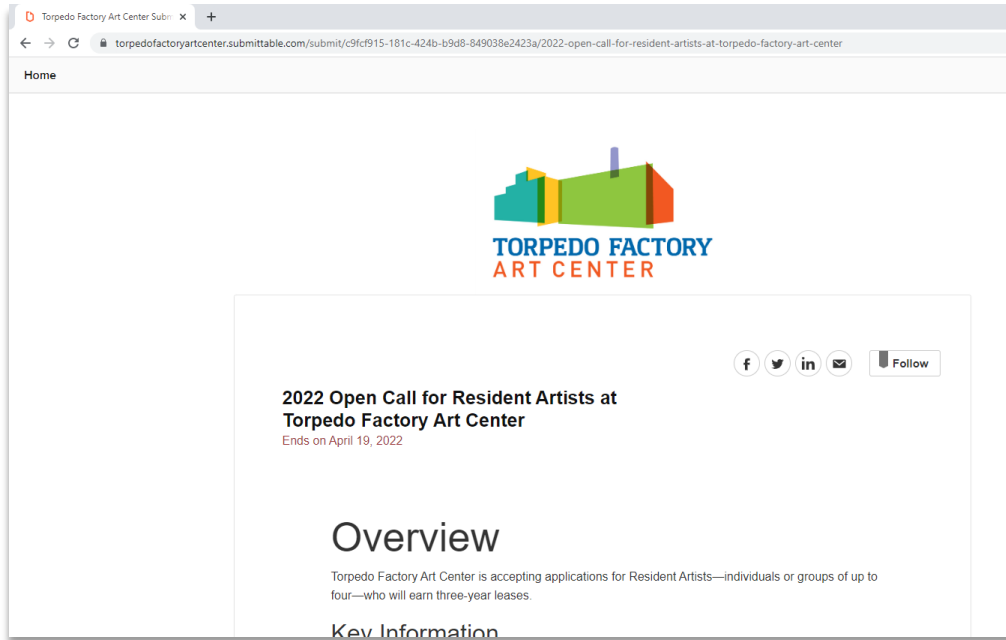 Torpedo Factory Art Center Subm
torpedofactoryartcenter.submittable.com/submit/c9fcf915-181c-424b-b9d8-849038e2423a/2022-open-call-for-resident-artists-at-torpedo-factory-art-center
Home
TORPEDO FACTORY
ART CENTER
Follow
2022 Open Call for Resident Artists at
Torpedo Factory Art Center
Ends on April 19, 2022
Overview
Torpedo Factory Art Center is accepting applications for Resident Artists—individuals or groups of up to
four—who will earn three-year leases.
Key Information